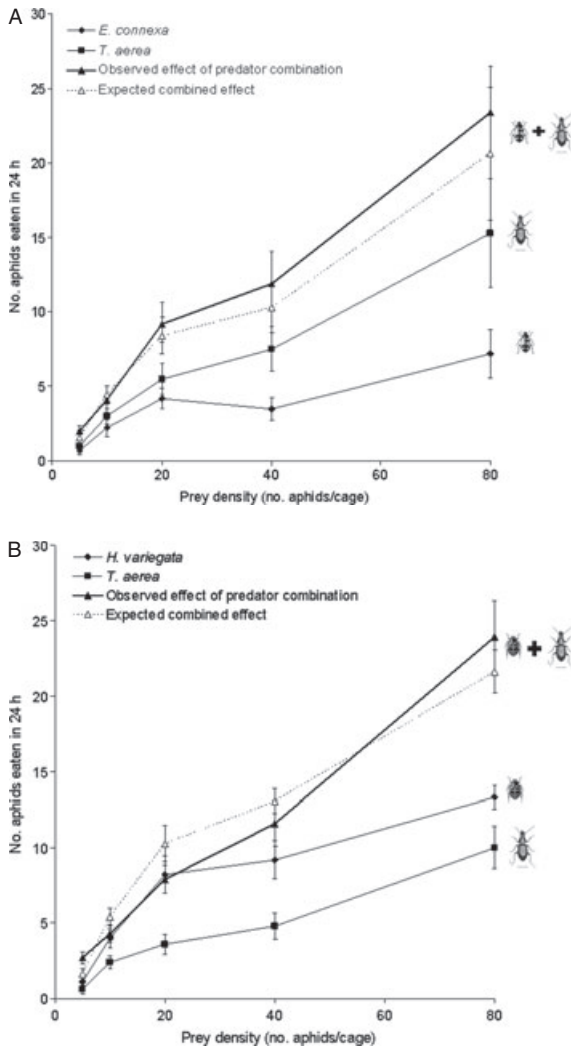 A
30
E. connexa
T. aerea
Observed effect of predator combination
Expected combined effect
25
20
15
10
5
0
No. aphids eaten in 24 h
0 20 40 60 80
Prey density (no. aphids/cage)
B
30
H. variegata
T. aerea
Observed effect of predator combination
Expected combined effect
25
20
15
10
5
0
No. aphids eaten in 24 h
0 20 40 60 80
Prey density (no. aphids/cage)